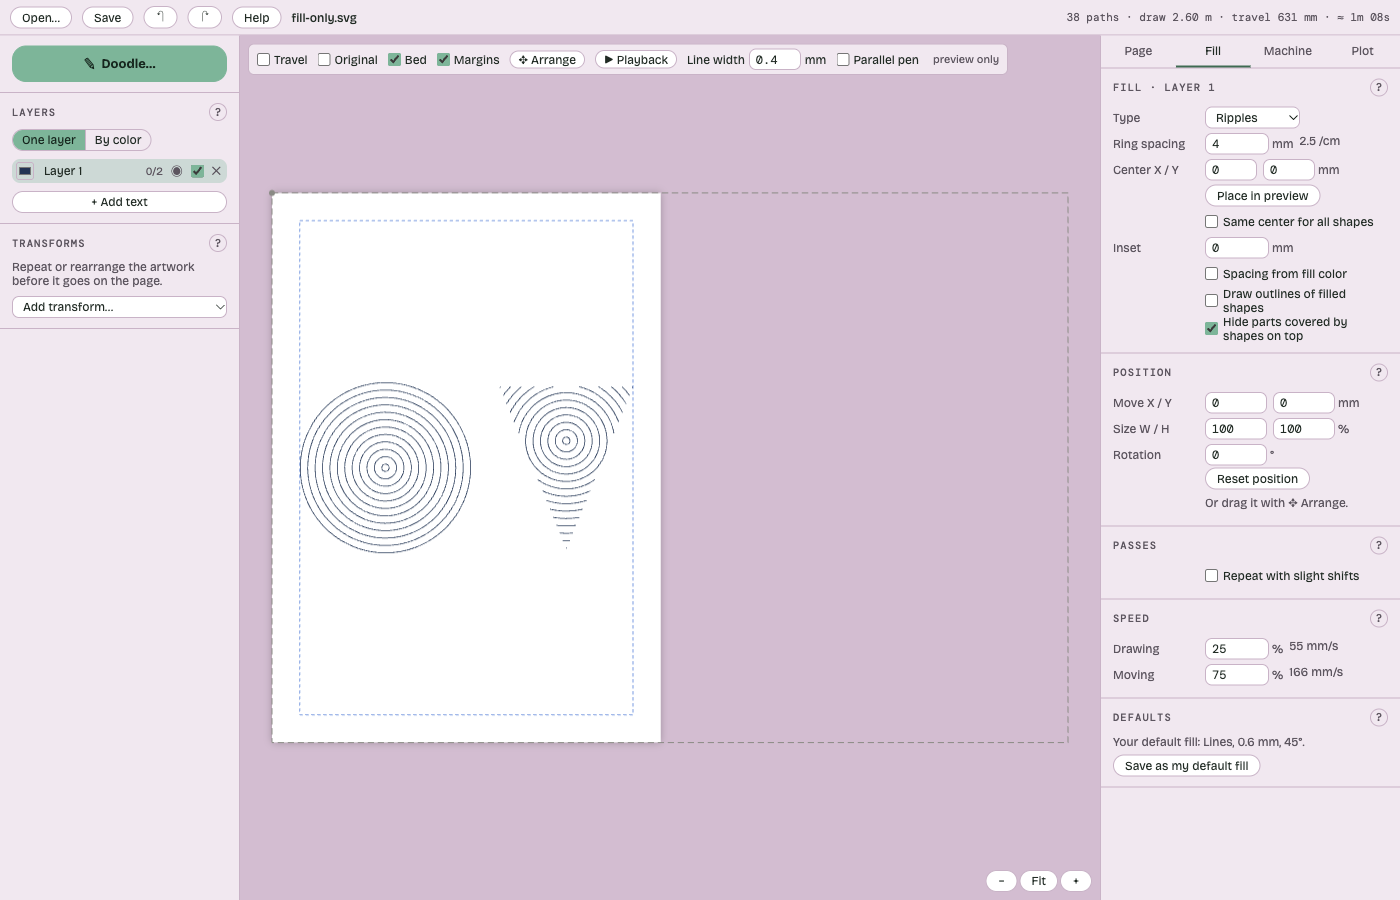 Open... Save Help fill-only.svg 38 paths · draw 2.60 m · travel 631 mm · ≈ 1m 08s
✎ Doodle...
LAYERS ?
One layer By color
Layer 1 0/2
+ Add text
TRANSFORMS ?
Repeat or rearrange the artwork
before it goes on the page.
Add transform...
Travel Original Bed Margins ✥ Arrange ▶ Playback Line width 0.4 mm Parallel pen preview only
− Fit +
Page Fill Machine Plot
FILL · LAYER 1 ?
Type Ripples
Ring spacing 4 mm 2.5 /cm
Center X / Y 0 0 mm
Place in preview
Same center for all shapes
Inset 0 mm
Spacing from fill color
Draw outlines of filled
shapes
Hide parts covered by
shapes on top
POSITION ?
Move X / Y 0 0 mm
Size W / H 100 100 %
Rotation 0 °
Reset position
Or drag it with ✥ Arrange.
PASSES ?
Repeat with slight shifts
SPEED ?
Drawing 25 % 55 mm/s
Moving 75 % 166 mm/s
DEFAULTS ?
Your default fill: Lines, 0.6 mm, 45°.
Save as my default fill